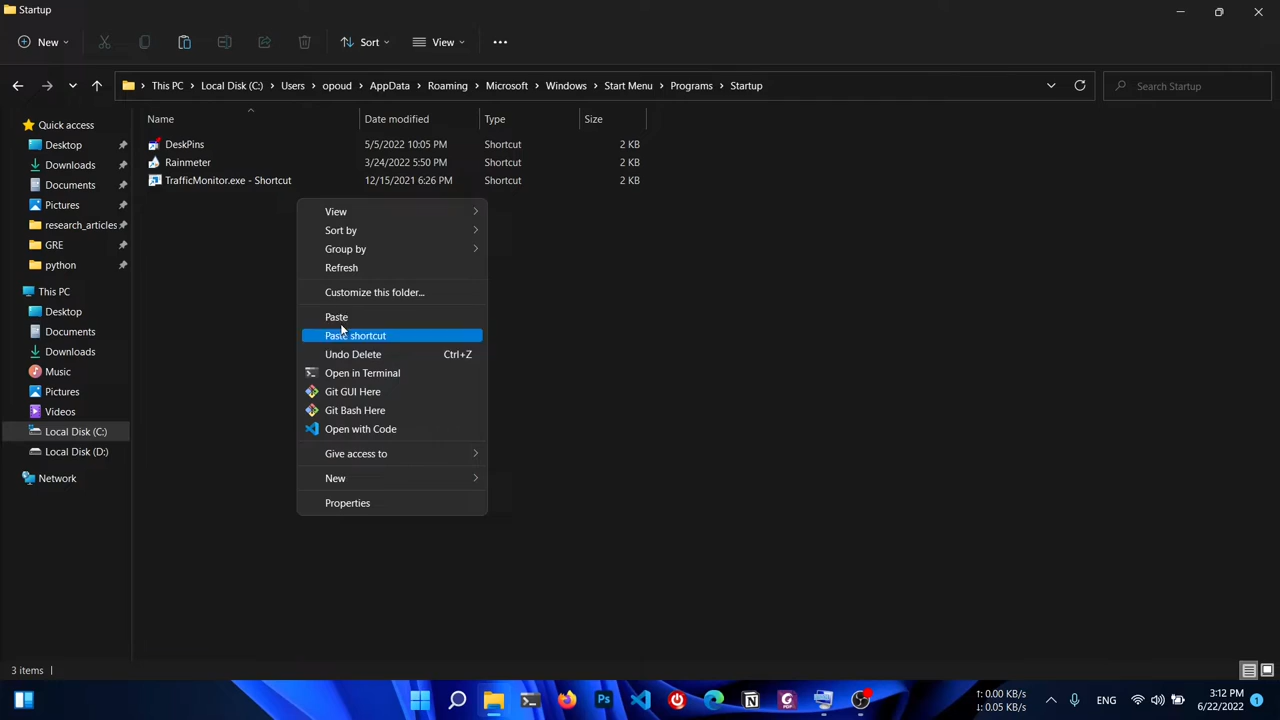 Startup
New
Sort
View
This PC
Local Disk (C:)
Users
opoud
AppData
Roaming
Microsoft
Windows
Start Menu
Programs
Startup
Search Startup
Name
Date modified
Type
Size
DeskPins 5/5/2022 10:05 PM Shortcut 2 KB
Rainmeter 3/24/2022 5:50 PM Shortcut 2 KB
TrafficMonitor.exe - Shortcut 12/15/2021 6:26 PM Shortcut 2 KB
Quick access
Desktop
Downloads
Documents
Pictures
research_articles
GRE
python
This PC
Desktop
Documents
Downloads
Music
Pictures
Videos
Local Disk (C:)
Local Disk (D:)
Network
View
Sort by
Group by
Refresh
Customize this folder...
Paste
Paste shortcut
Undo Delete Ctrl+Z
Open in Terminal
Git GUI Here
Git Bash Here
Open with Code
Give access to
New
Properties
3 items
Ps
↑: 0.00 KB/s
↓: 0.05 KB/s
ENG
3:12 PM
6/22/2022